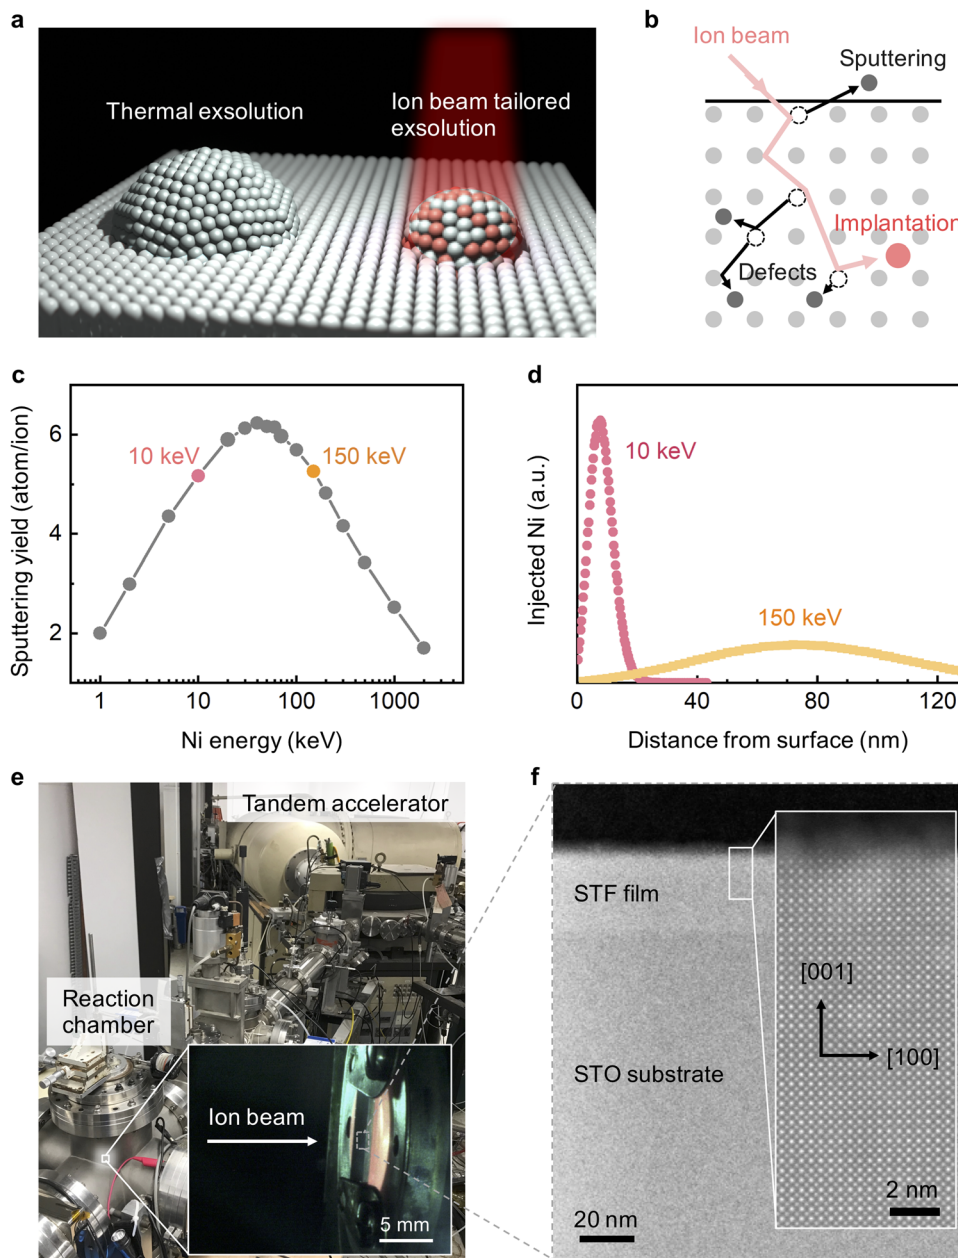 a
Thermal exsolution
Ion beam tailored
exsolution
b
Ion beam
Sputtering
Implantation
Defects
c
Sputtering yield (atom/ion)
6
4
2
10 keV
150 keV
1
10
100
1000
Ni energy (keV)
d
Injected Ni (a.u.)
10 keV
150 keV
0
40
80
120
Distance from surface (nm)
e
Tandem accelerator
Reaction
chamber
Ion beam
5 mm
f
STF film
[001]
[100]
STO substrate
20 nm
2 nm